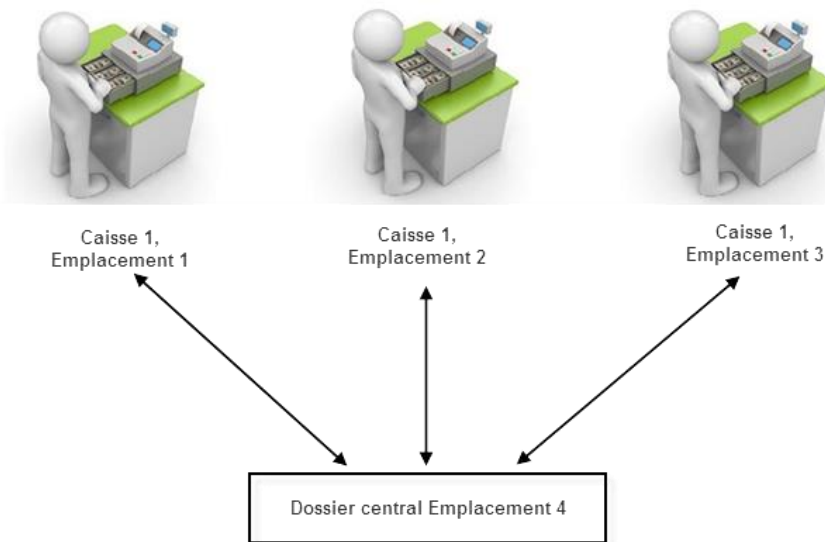 Caisse 1,
Emplacement 1
Caisse 1,
Emplacement 2
Caisse 1,
Emplacement 3
Dossier central Emplacement 4